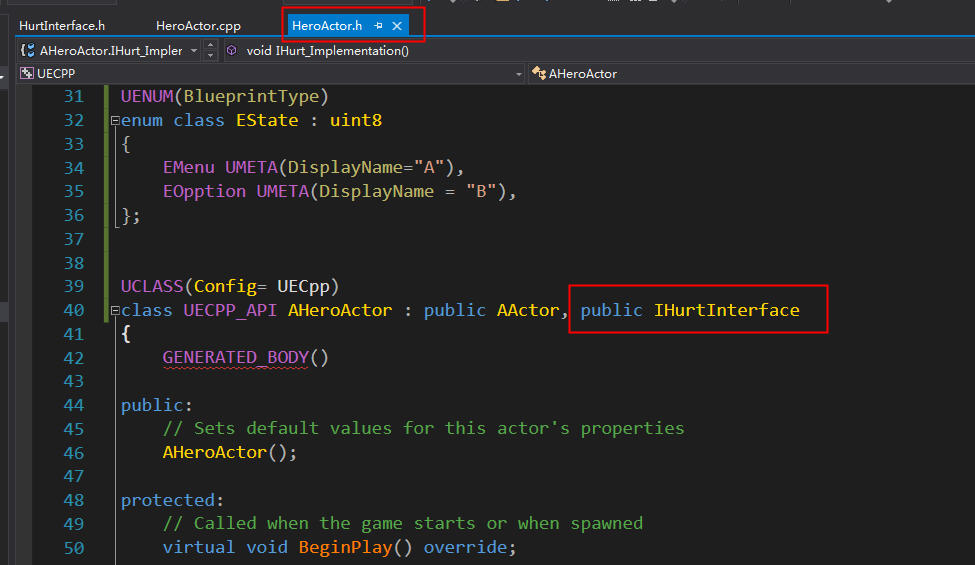 HurtInterface.h HeroActor.cpp HeroActor.h
AHeroActor.IHurt_Impler void IHurt_Implementation()
UECPP AHeroActor
31 UENUM(BlueprintType)
32 enum class EState : uint8
33 {
34 EMenu UMETA(DisplayName="A"),
35 EOpption UMETA(DisplayName = "B"),
36 };
37
38
39 UCLASS(Config= UECpp)
40 class UECPP_API AHeroActor : public AActor, public IHurtInterface
41 {
42 GENERATED_BODY()
43
44 public:
45 // Sets default values for this actor's properties
46 AHeroActor();
47
48 protected:
49 // Called when the game starts or when spawned
50 virtual void BeginPlay() override;